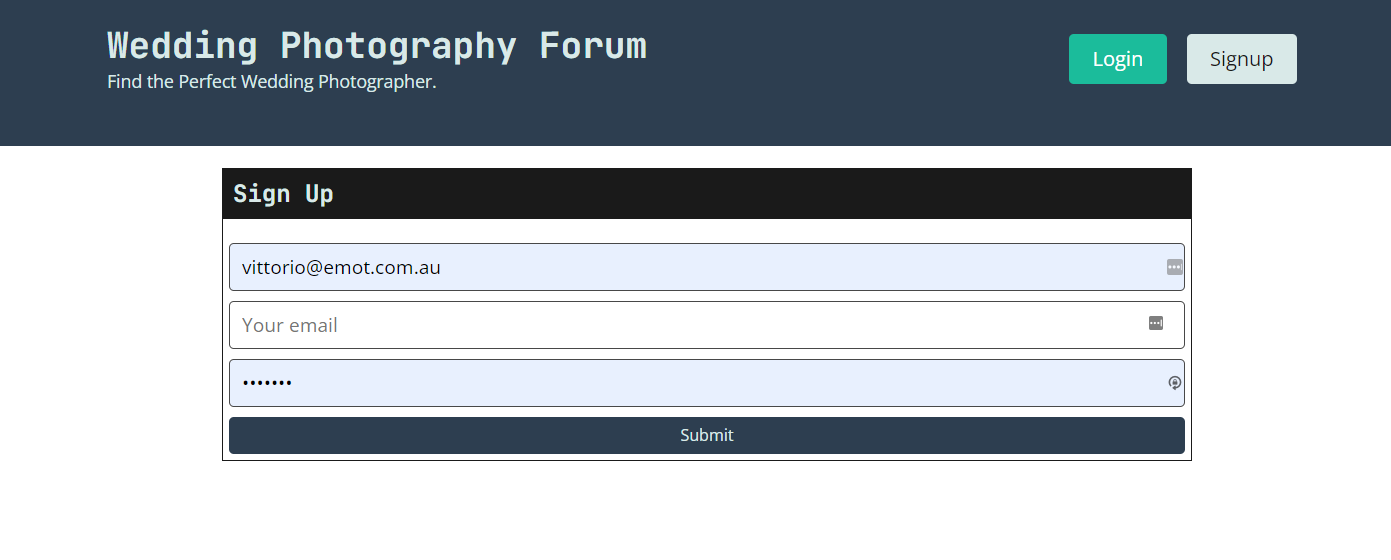 Wedding Photography Forum
Find the Perfect Wedding Photographer.
Login
Signup
Sign Up
vittorio@emot.com.au
Your email
•••••••
Submit